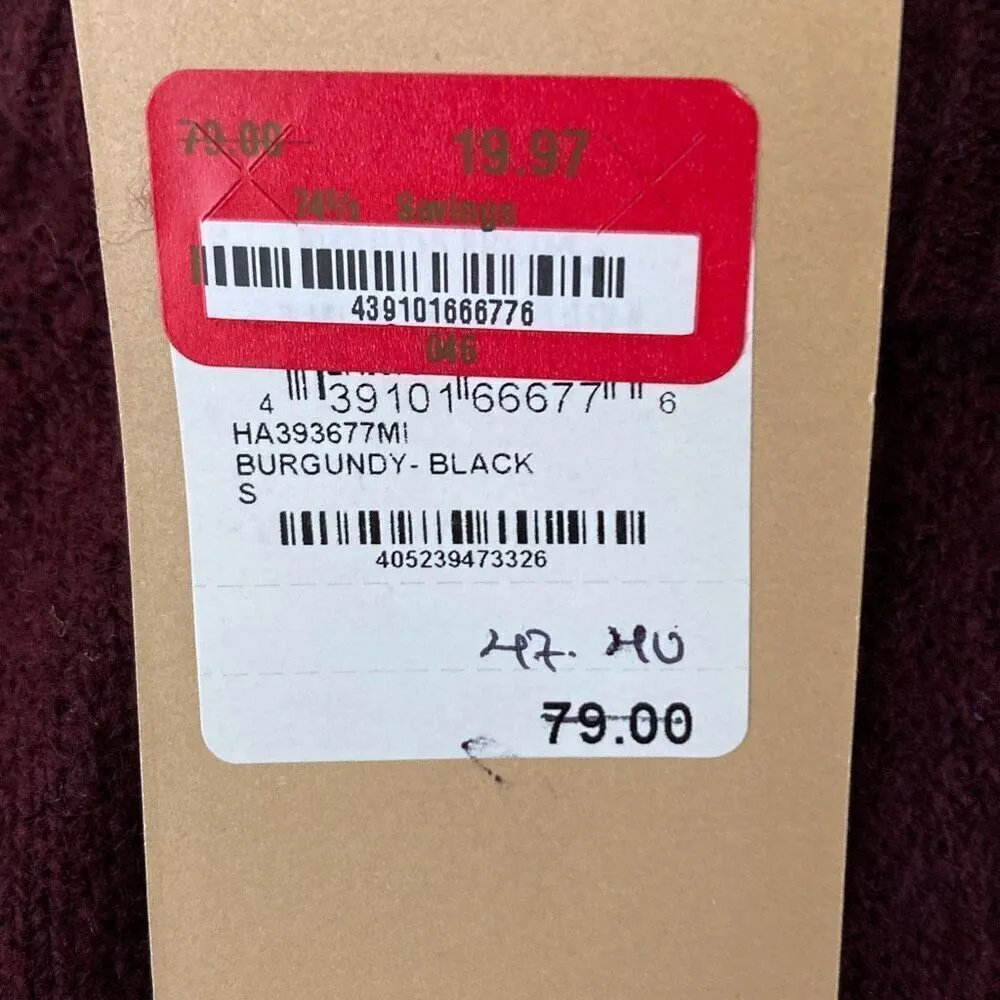 79.00 19.97
74% Savings
439101666776
046
4 39101 66677 6
HA393677MI
BURGUNDY- BLACK
S
405239473326
47.40
79.00